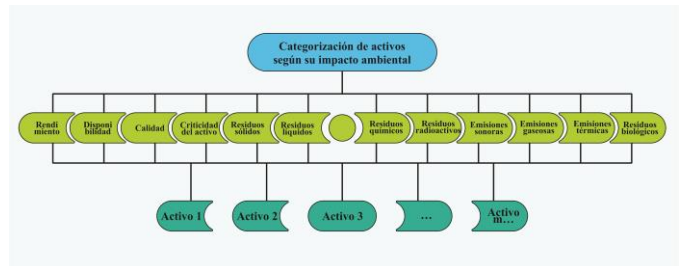 Categorización de activos
según su impacto ambiental
Rendi
miento
Disponi
bilidad
Calidad
Criticidad
del activo
Residuos
sólidos
Residuos
líquidos
Residuos
químicos
Residuos
radioactivos
Emisiones
sonoras
Emisiones
gaseosas
Emisiones
térmicas
Residuos
biológicos
Activo 1
Activo 2
Activo 3
...
Activo
m...